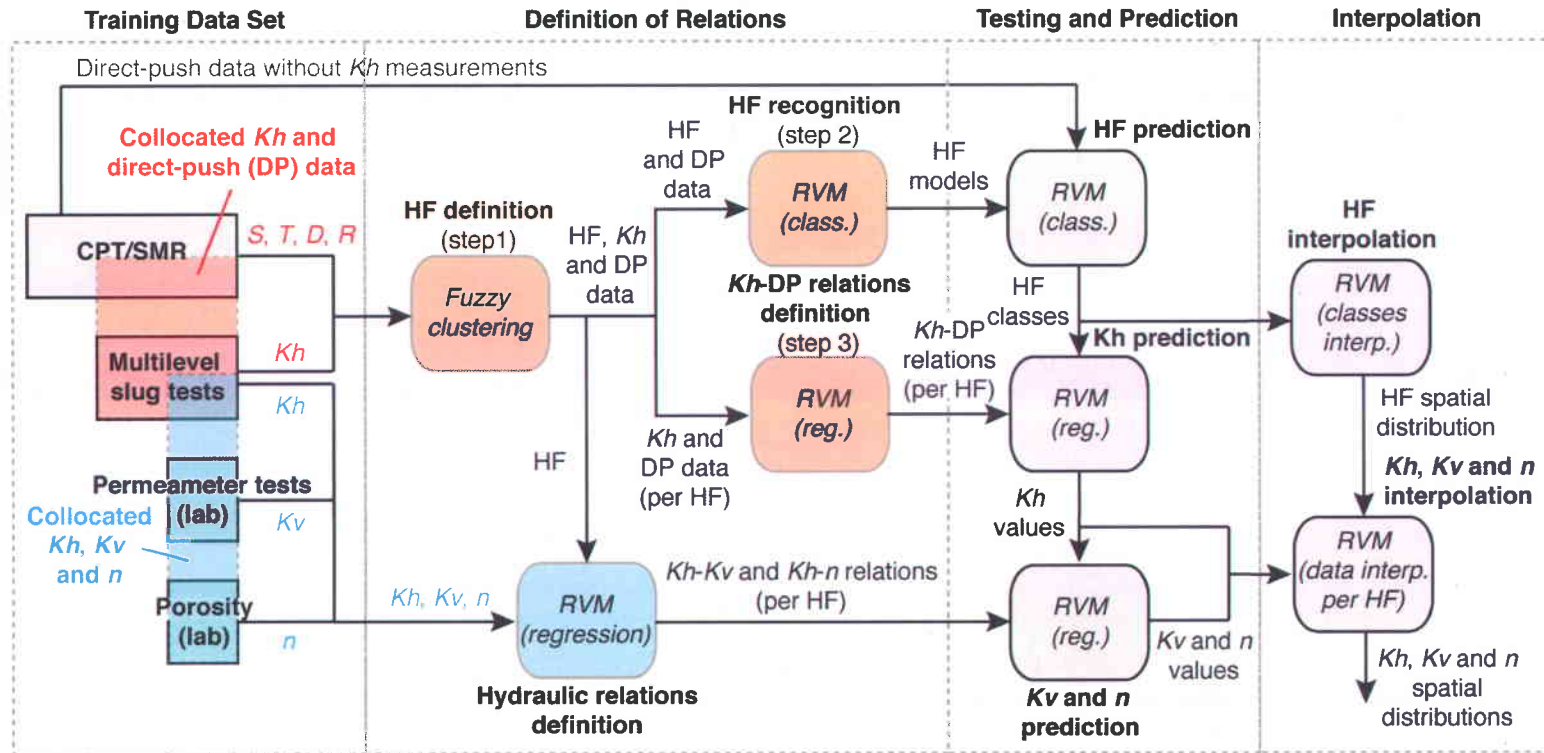 Training Data Set
Definition of Relations
Testing and Prediction
Interpolation
Direct-push data without Kh measurements
Collocated Kh and
direct-push (DP) data
CPT/SMR
S, T, D, R
Multilevel
slug tests
Kh
Kh
Permeameter tests
(lab)
Kv
Collocated
Kh, Kv
and n
Porosity
(lab)
n
HF definition
(step1)
Fuzzy
clustering
HF, Kh
and DP
data
HF
and DP
data
HF recognition
(step 2)
RVM
(class.)
HF
models
Kh-DP relations
definition
(step 3)
RVM
(reg.)
Kh-DP
relations
(per HF)
Kh and
DP data
(per HF)
HF
Kh, Kv, n
RVM
(regression)
Hydraulic relations
definition
Kh-Kv and Kh-n relations
(per HF)
HF prediction
RVM
(class.)
HF
classes
Kh prediction
RVM
(reg.)
Kh
values
RVM
(reg.)
Kv and n
values
Kv and n
prediction
HF
interpolation
RVM
(classes
interp.)
HF spatial
distribution
Kh, Kv and n
interpolation
RVM
(data interp.
per HF)
Kh, Kv and n
spatial
distributions